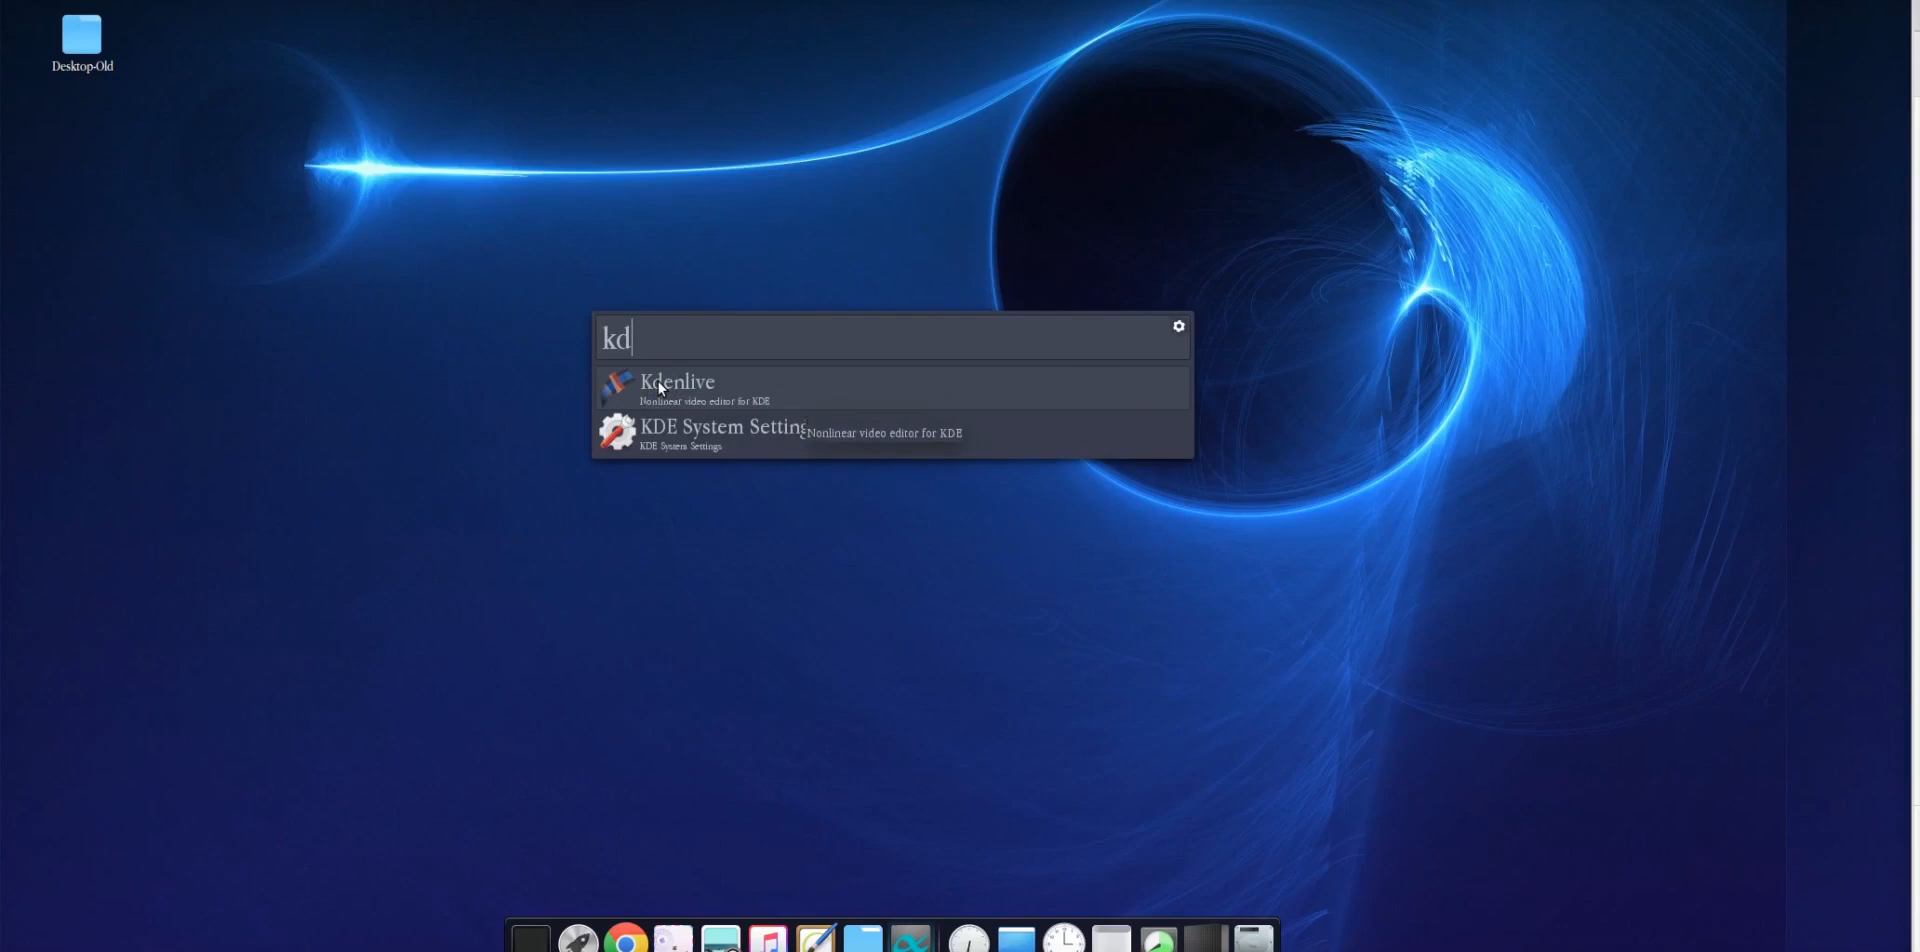 Desktop-Old
kd
Kdenlive
Nonlinear video editor for KDE
KDE System Setting
Nonlinear video editor for KDE
KDE System Settings